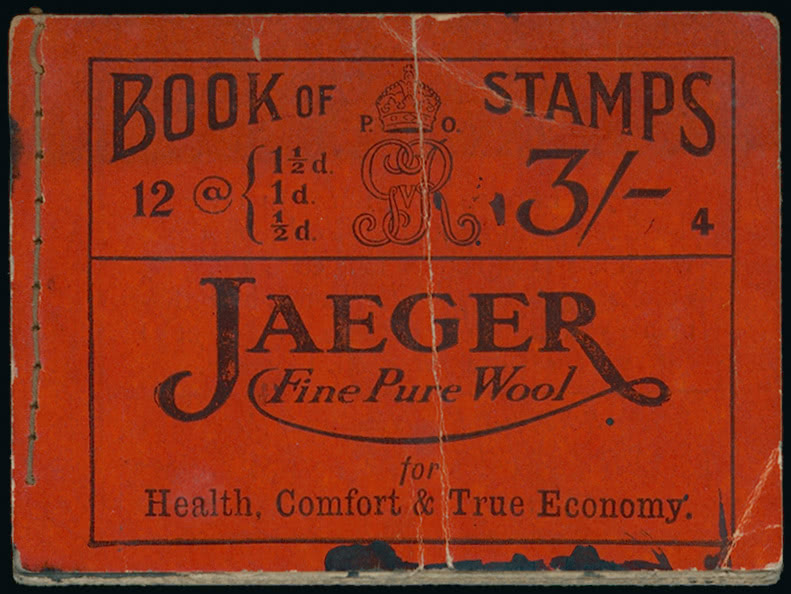 BOOK OF STAMPS
P. O.
GvR
12 @ { 1½d. 1d. ½d. 3/- 4
JAEGER
Fine Pure Wool
for
Health, Comfort & True Economy.